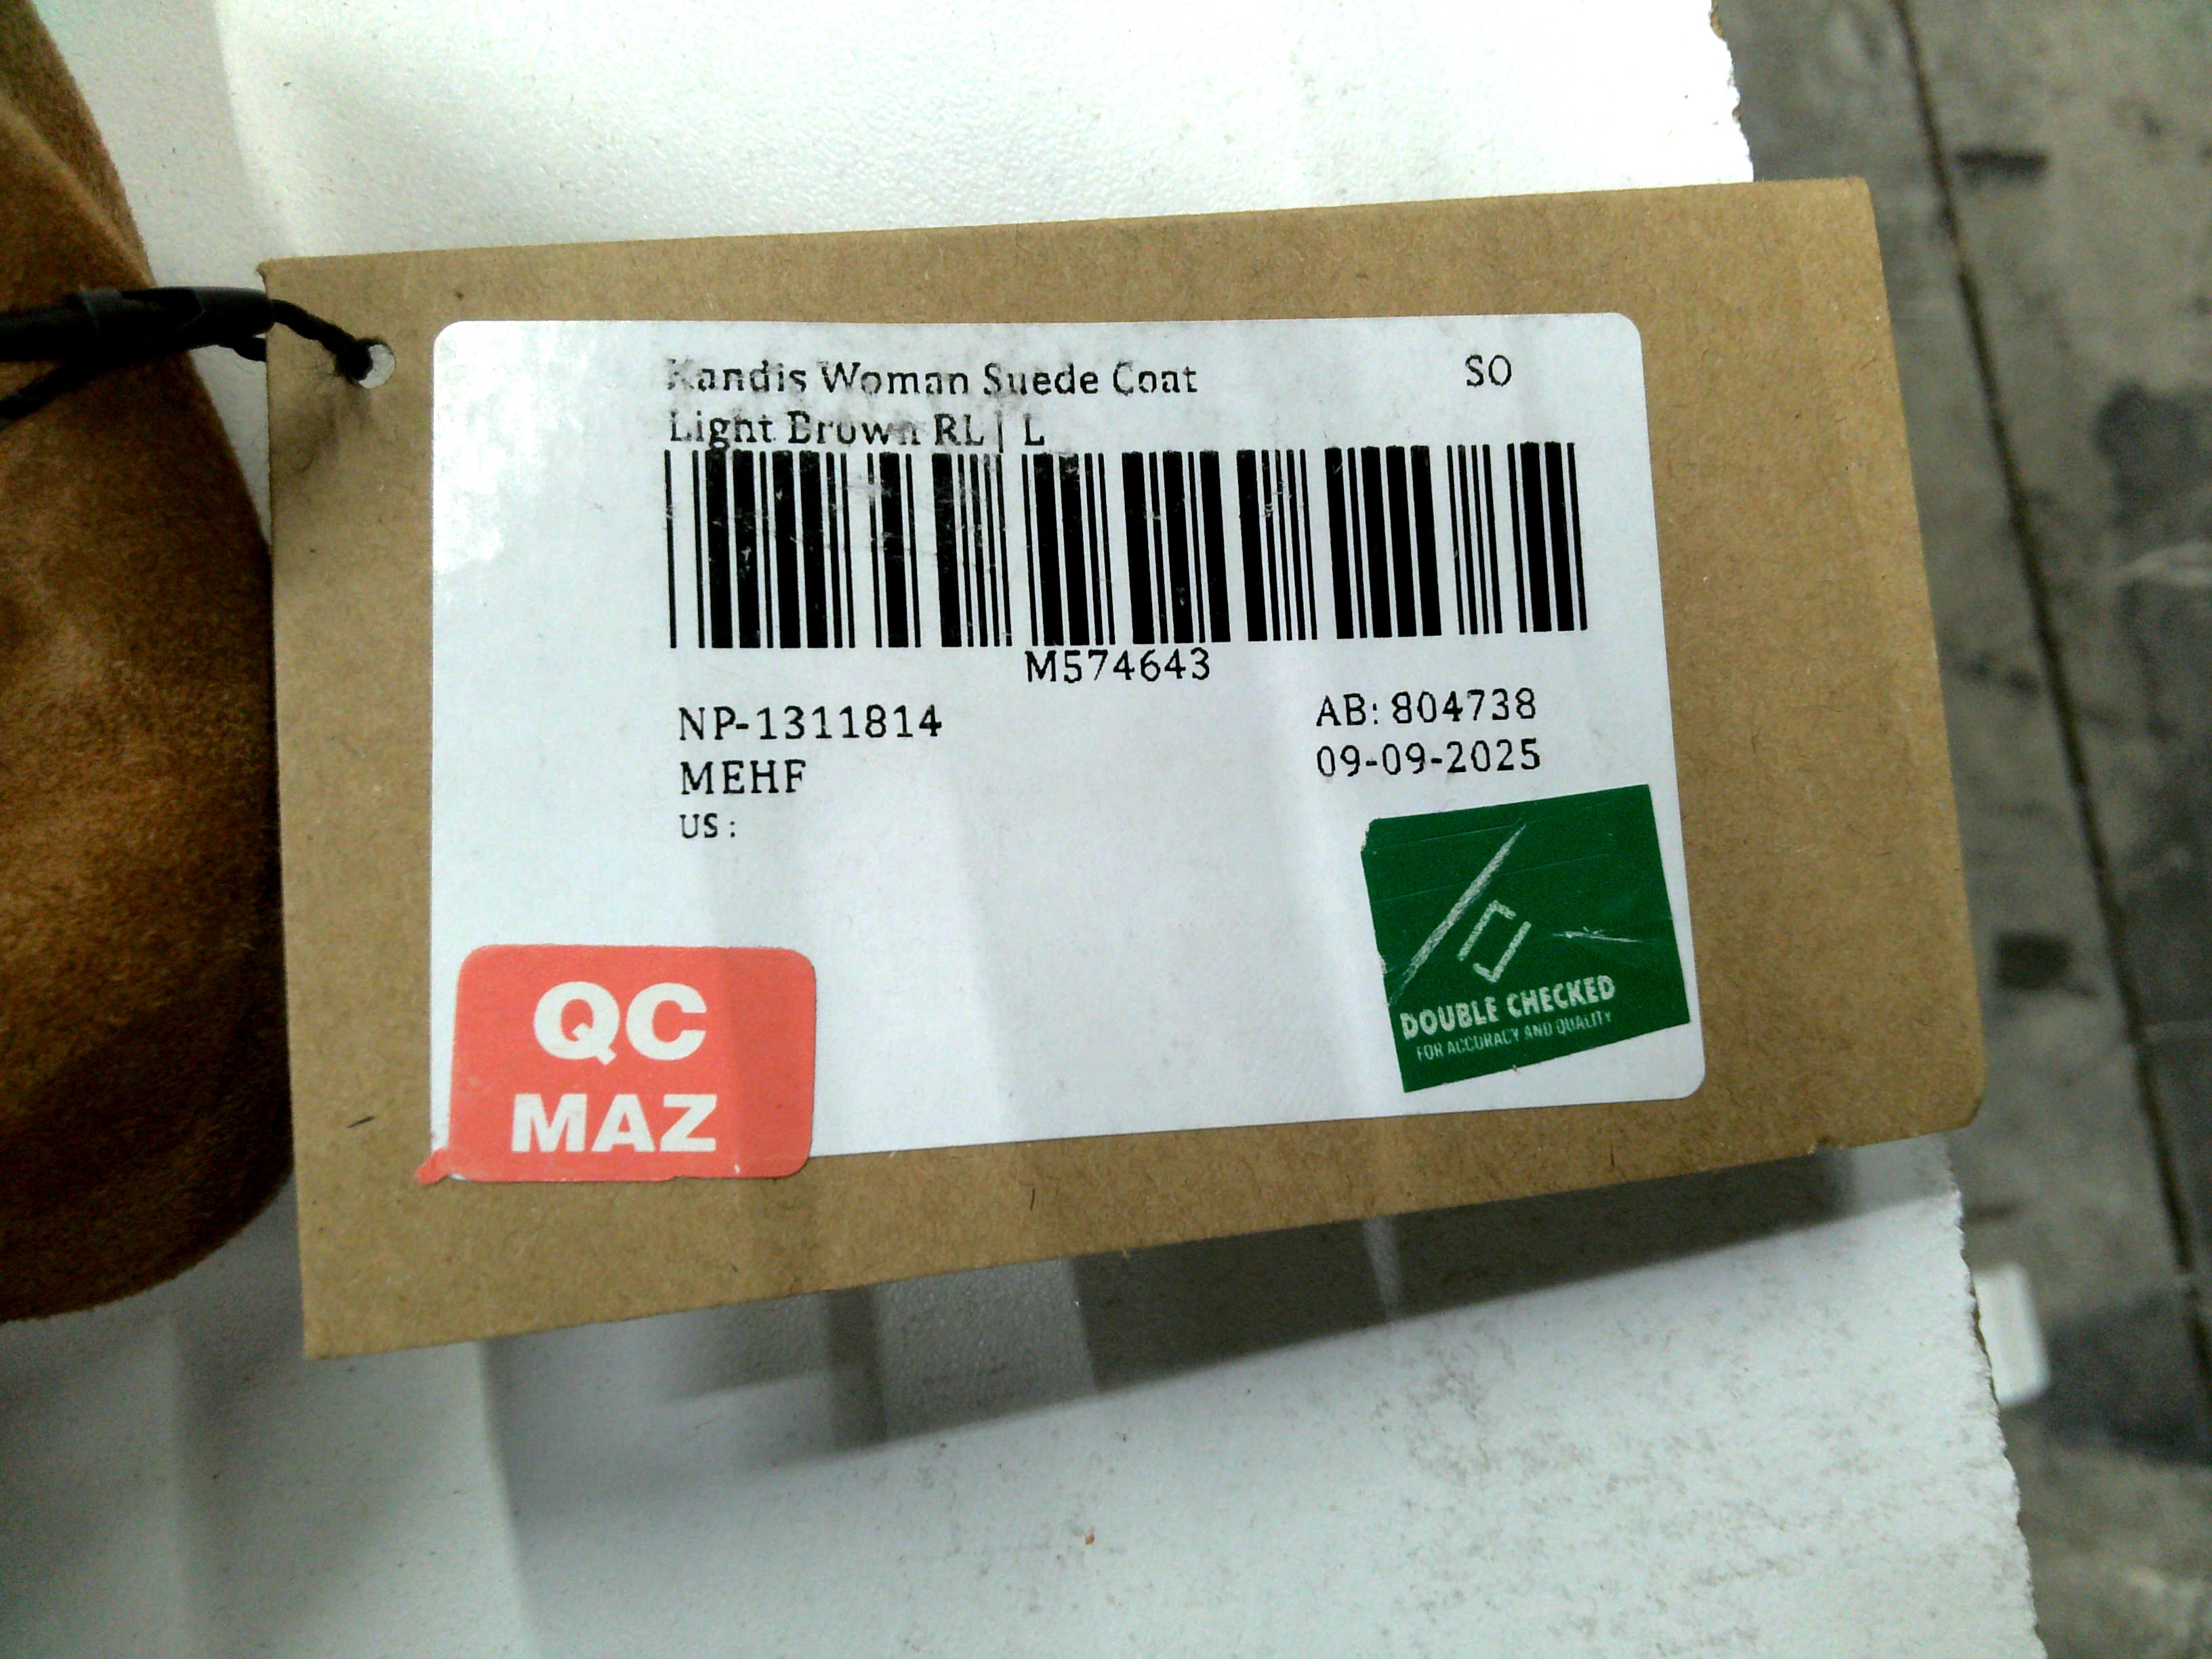 Kandis Woman Suede Coat
SO
Light Brown RL | L
M574643
NP-1311814
AB: 804738
MEHF
09-09-2025
US :
QC
MAZ
DOUBLE CHECKED
FOR ACCURACY AND QUALITY